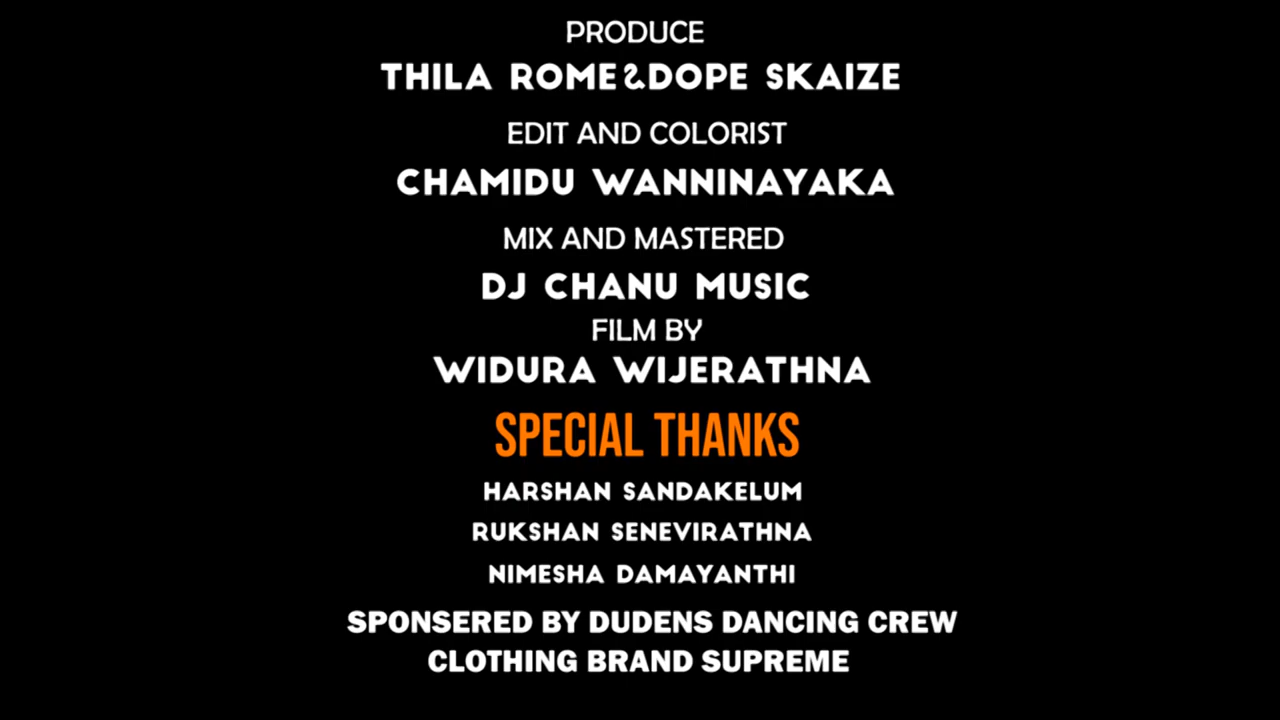 PRODUCE
THILA ROME&DOPE SKAIZE
EDIT AND COLORIST
CHAMIDU WANNINAYAKA
MIX AND MASTERED
DJ CHANU MUSIC
FILM BY
WIDURA WIJERATHNA
SPECIAL THANKS
HARSHAN SANDAKELUM
RUKSHAN SENEVIRATHNA
NIMESHA DAMAYANTHI
SPONSERED BY DUDENS DANCING CREW
CLOTHING BRAND SUPREME